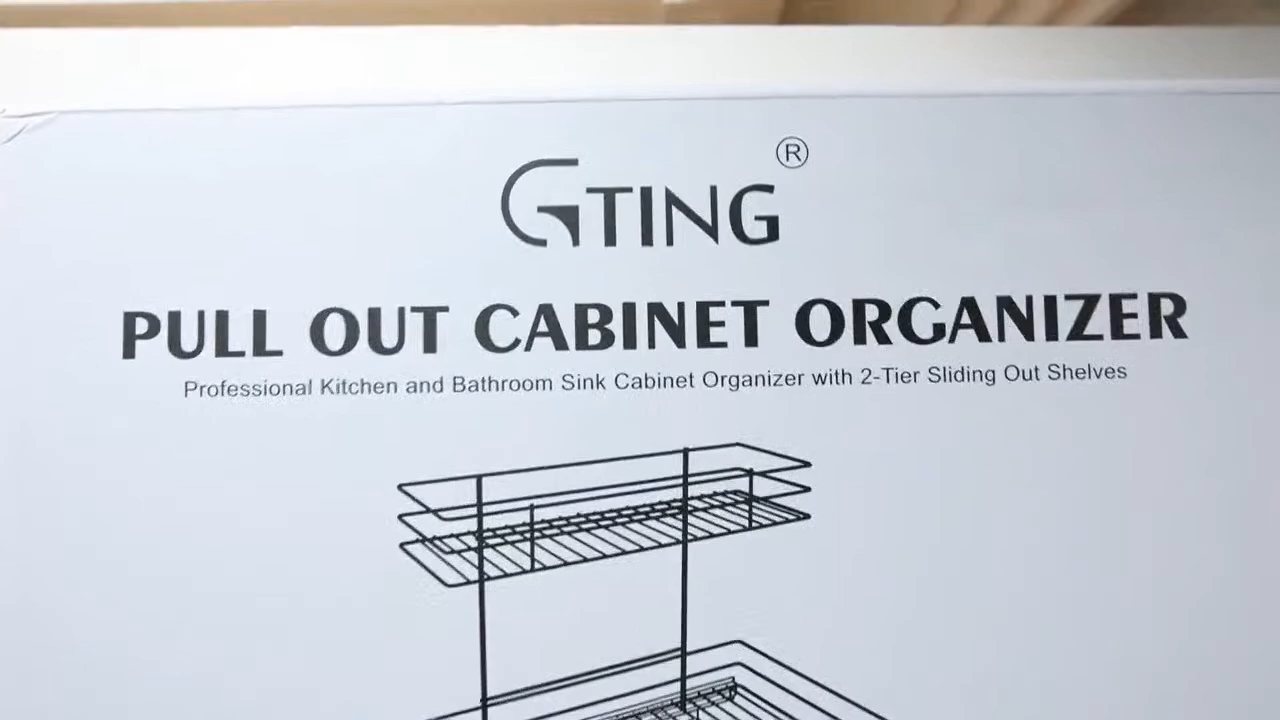 GTING®
PULL OUT CABINET ORGANIZER
Professional Kitchen and Bathroom Sink Cabinet Organizer with 2-Tier Sliding Out Shelves